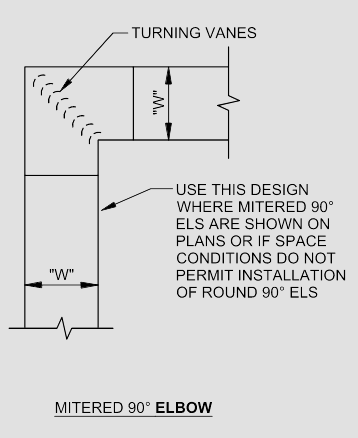 TURNING VANES
"W"
USE THIS DESIGN
WHERE MITERED 90°
ELS ARE SHOWN ON
PLANS OR IF SPACE
CONDITIONS DO NOT
PERMIT INSTALLATION
OF ROUND 90° ELS
"W"
MITERED 90° ELBOW